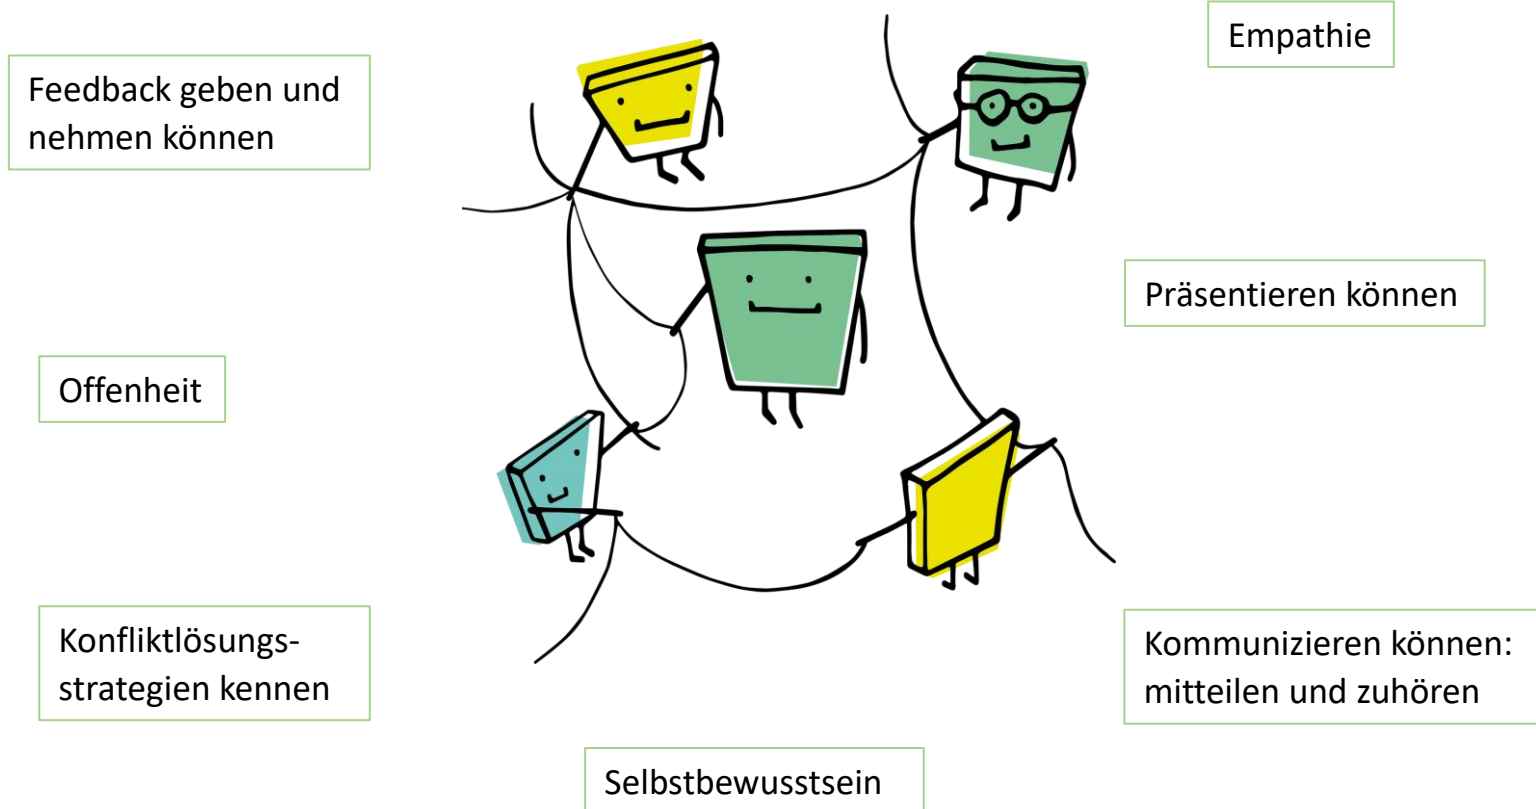 Empathie
Feedback geben und
nehmen können
Präsentieren können
Offenheit
Konfliktlösungs-
strategien kennen
Kommunizieren können:
mitteilen und zuhören
Selbstbewusstsein